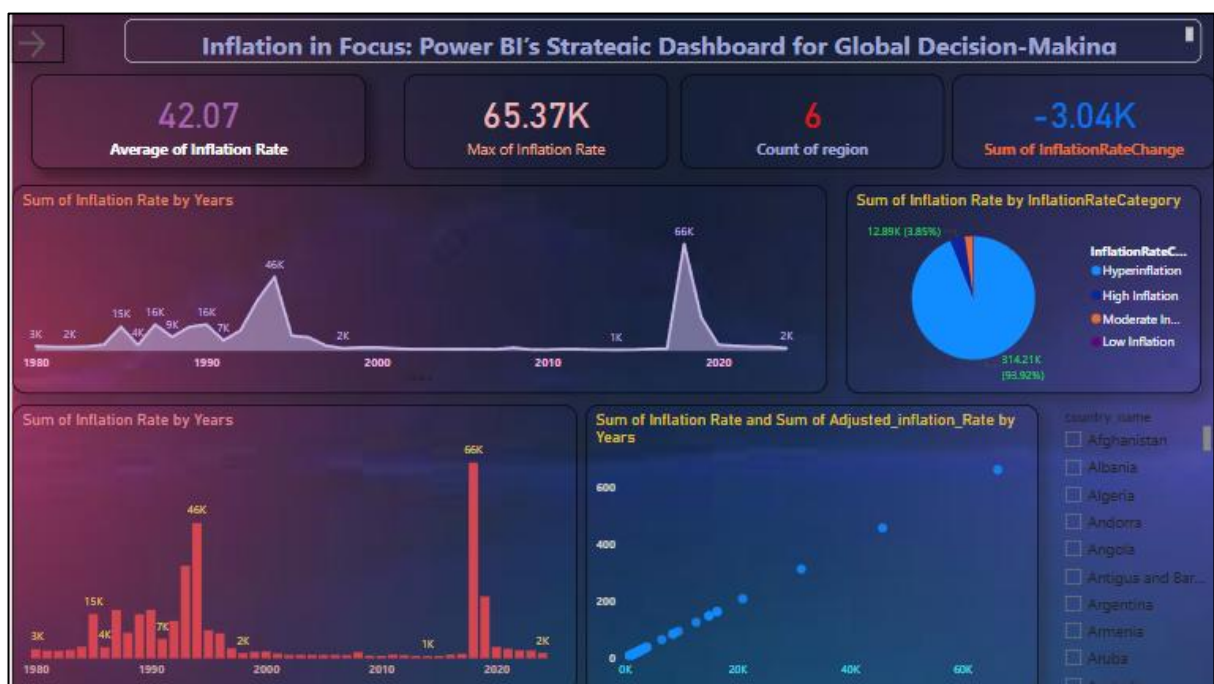 Inflation in Focus: Power BI's Strategic Dashboard for Global Decision-Making
42.07
Average of Inflation Rate
65.37K
Max of Inflation Rate
6
Count of region
-3.04K
Sum of InflationRateChange
Sum of Inflation Rate by Years
3K
2K
15K
4K
16K
9K
16K
7K
46K
2K
1K
66K
2K
1980
1990
2000
2010
2020
Sum of Inflation Rate by InflationRateCategory
12.89K (3.85%)
314.21K
(93.92%)
InflationRateC...
Hyperinflation
High Inflation
Moderate In...
Low Inflation
Sum of Inflation Rate by Years
3K
15K
4K
7K
46K
2K
1K
66K
2K
1980
1990
2000
2010
2020
Sum of Inflation Rate and Sum of Adjusted_inflation_Rate by
Years
600
400
200
0
0K
20K
40K
60K
country_name
Afghanistan
Albania
Algeria
Andorra
Angola
Antigua and Bar...
Argentina
Armenia
Aruba